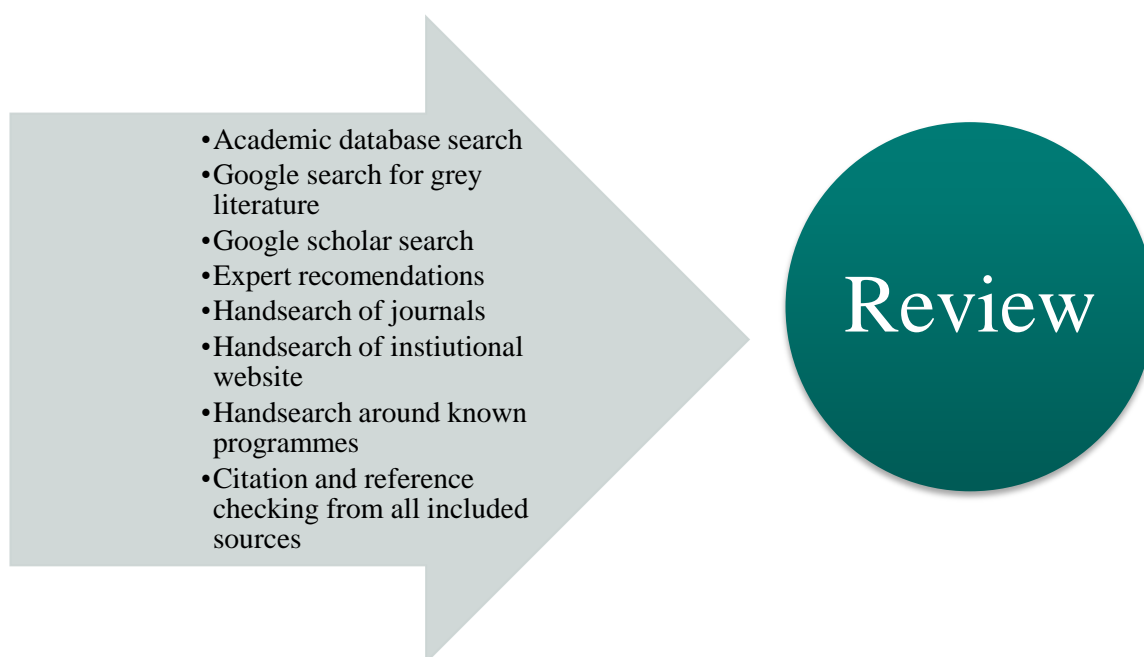 •Academic database search
•Google search for grey
literature
•Google scholar search
•Expert recomendations
•Handsearch of journals
•Handsearch of instiutional
website
•Handsearch around known
programmes
•Citation and reference
checking from all included
sources
Review